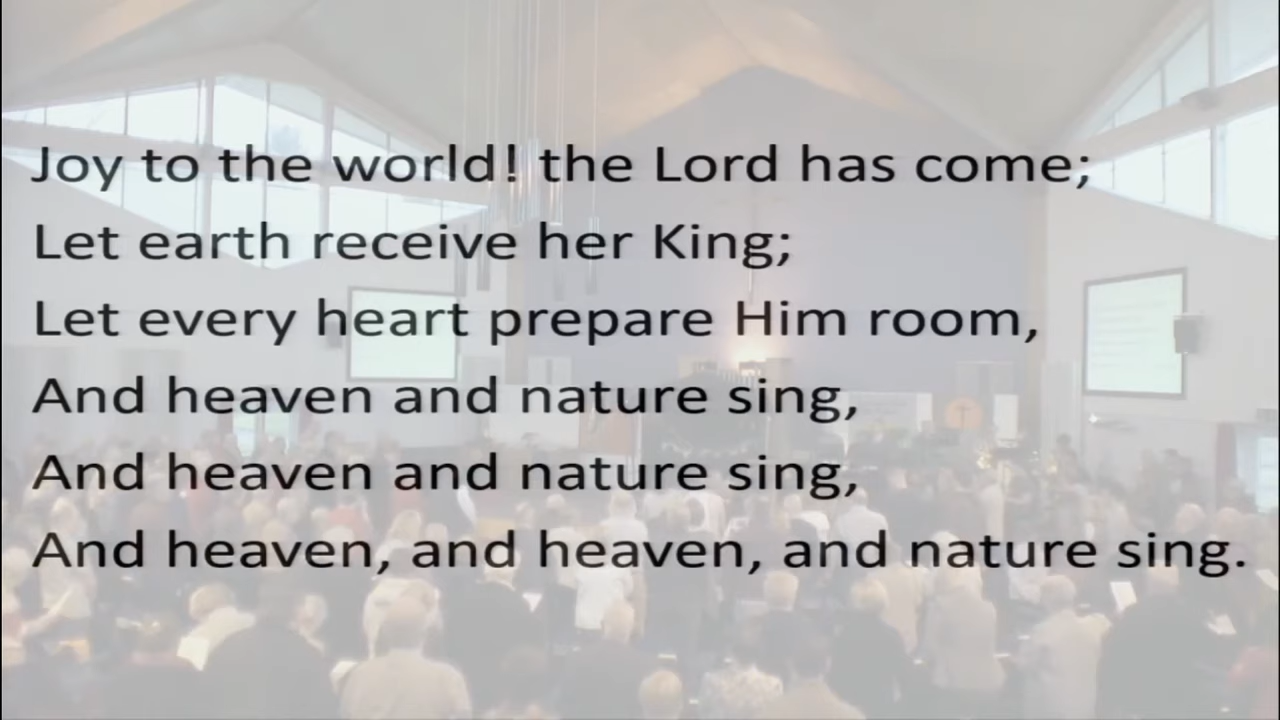 Joy to the world! the Lord has come;
Let earth receive her King;
Let every heart prepare Him room,
And heaven and nature sing,
And heaven and nature sing,
And heaven, and heaven, and nature sing.